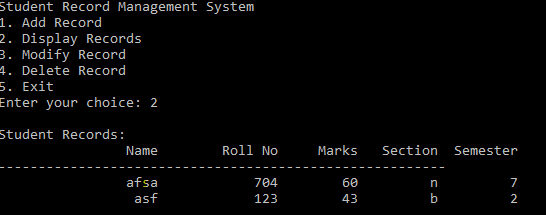 Student Record Management System
1. Add Record
2. Display Records
3. Modify Record
4. Delete Record
5. Exit
Enter your choice: 2
Student Records:
Name Roll No Marks Section Semester
------------------------------------------------------------
afsa 704 60 n 7
asf 123 43 b 2